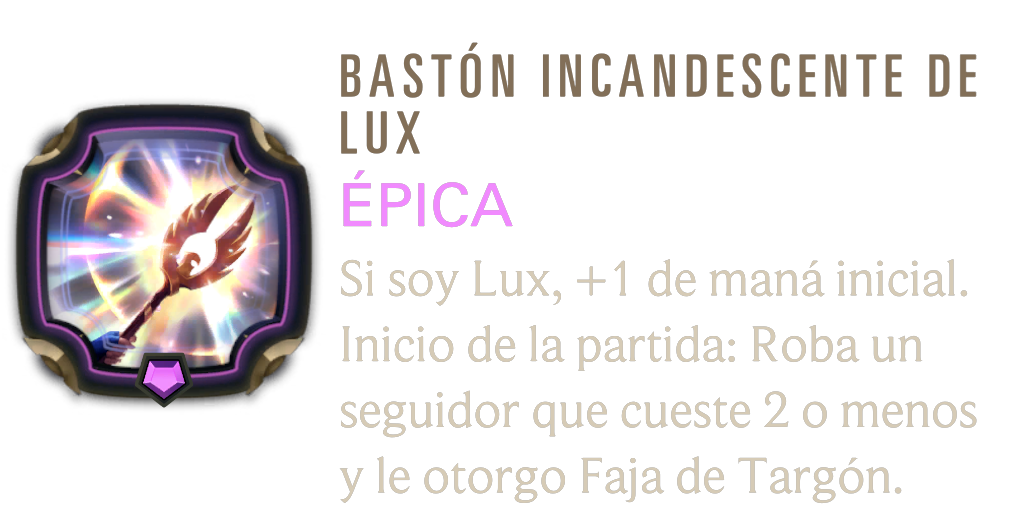 BASTÓN INCANDESCENTE DE
LUX
ÉPICA
Si soy Lux, +1 de maná inicial.
Inicio de la partida: Roba un
seguidor que cueste 2 o menos
y le otorgo Faja de Targón.